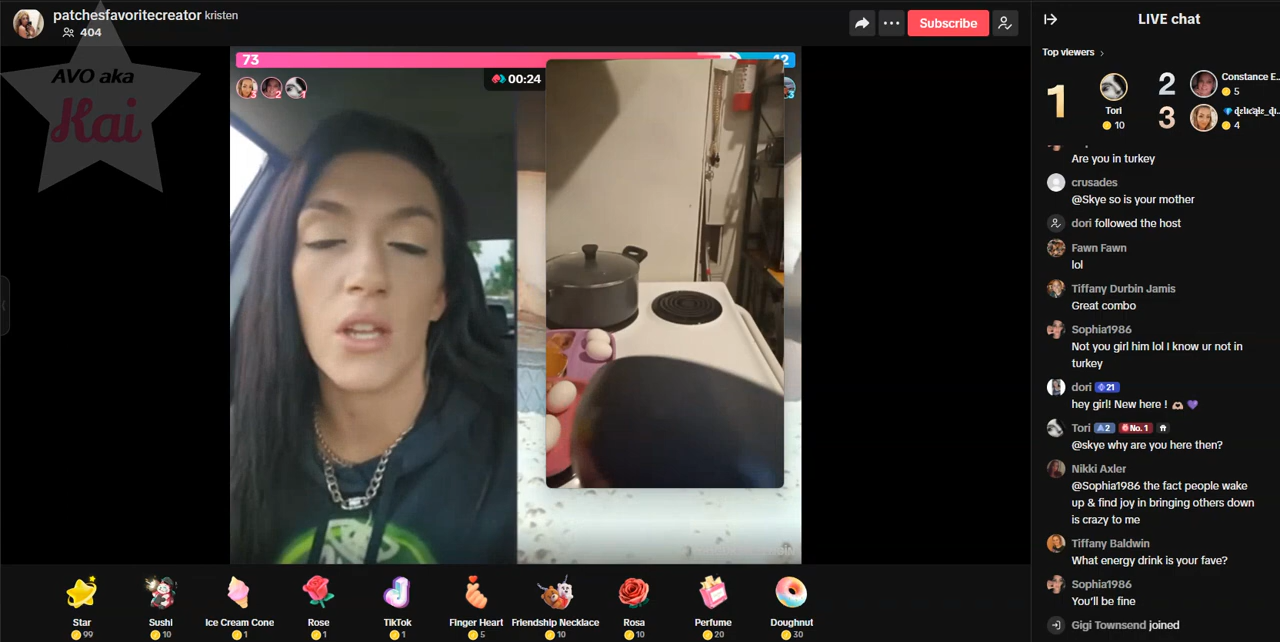 patchesfavoritecreator kristen
404
Subscribe
AVO aka
Kai
73
00:24
3
2
1
3
LIVE chat
Top viewers
1
Tori
10
2
Constance E...
5
3
4
Are you in turkey
crusades
@Skye so is your mother
dori followed the host
Fawn Fawn
lol
Tiffany Durbin Jamis
Great combo
Sophia1986
Not you girl him lol I know ur not in
turkey
dori 21
hey girl! New here ! 🫶🏼 💜
Tori 2 No. 1
@skye why are you here then?
Nikki Axler
@Sophia1986 the fact people wake
up & find joy in bringing others down
is crazy to me
Tiffany Baldwin
What energy drink is your fave?
Sophia1986
You'll be fine
Gigi Townsend joined
Star
99
Sushi
10
Ice Cream Cone
1
Rose
1
TikTok
1
Finger Heart
5
Friendship Necklace
10
Rosa
10
Perfume
20
Doughnut
30